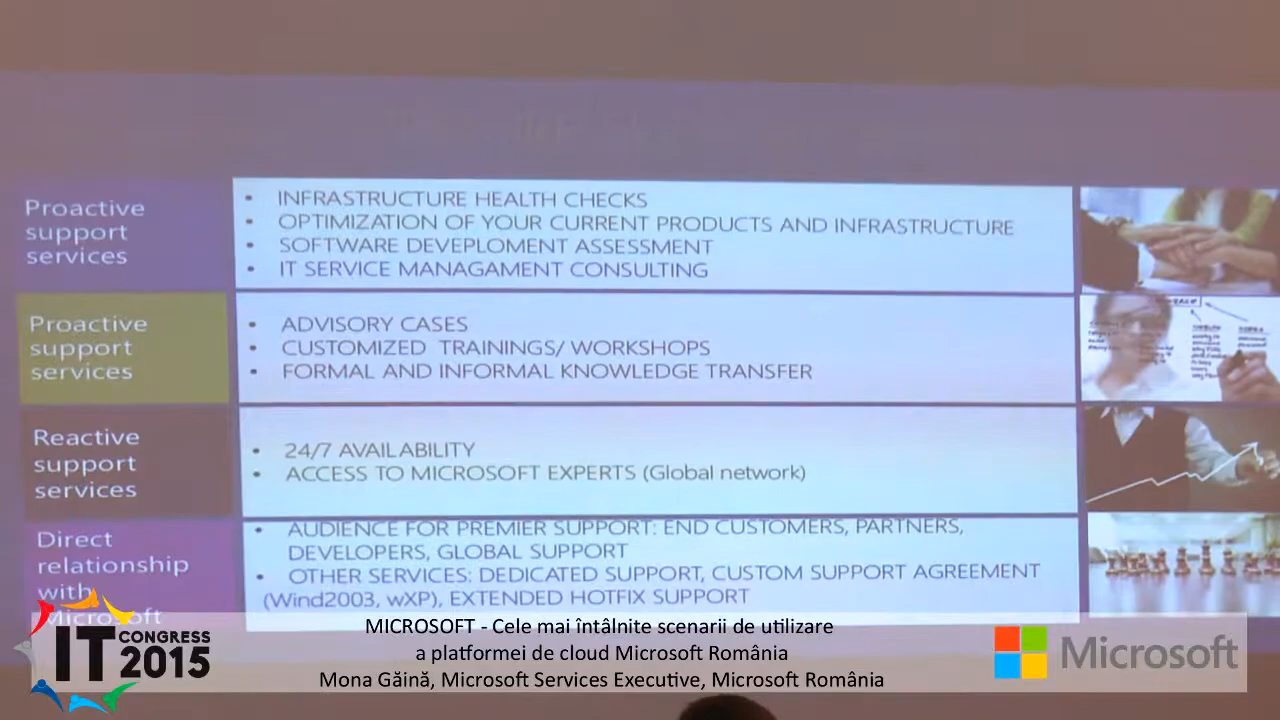 Proactive
support
services
• INFRASTRUCTURE HEALTH CHECKS
• OPTIMIZATION OF YOUR CURRENT PRODUCTS AND INFRASTRUCTURE
• SOFTWARE DEVEPLOMENT ASSESSMENT
• IT SERVICE MANAGAMENT CONSULTING
Proactive
support
services
• ADVISORY CASES
• CUSTOMIZED TRAININGS/ WORKSHOPS
• FORMAL AND INFORMAL KNOWLEDGE TRANSFER
Reactive
support
services
• 24/7 AVAILABILITY
• ACCESS TO MICROSOFT EXPERTS (Global network)
Direct
relationship
with
Microsoft
• AUDIENCE FOR PREMIER SUPPORT: END CUSTOMERS, PARTNERS,
DEVELOPERS, GLOBAL SUPPORT
• OTHER SERVICES: DEDICATED SUPPORT, CUSTOM SUPPORT AGREEMENT
(Wind2003, wXP), EXTENDED HOTFIX SUPPORT
IT CONGRESS
2015
MICROSOFT - Cele mai întâlnite scenarii de utilizare
a platformei de cloud Microsoft România
Mona Găină, Microsoft Services Executive, Microsoft România
Microsoft